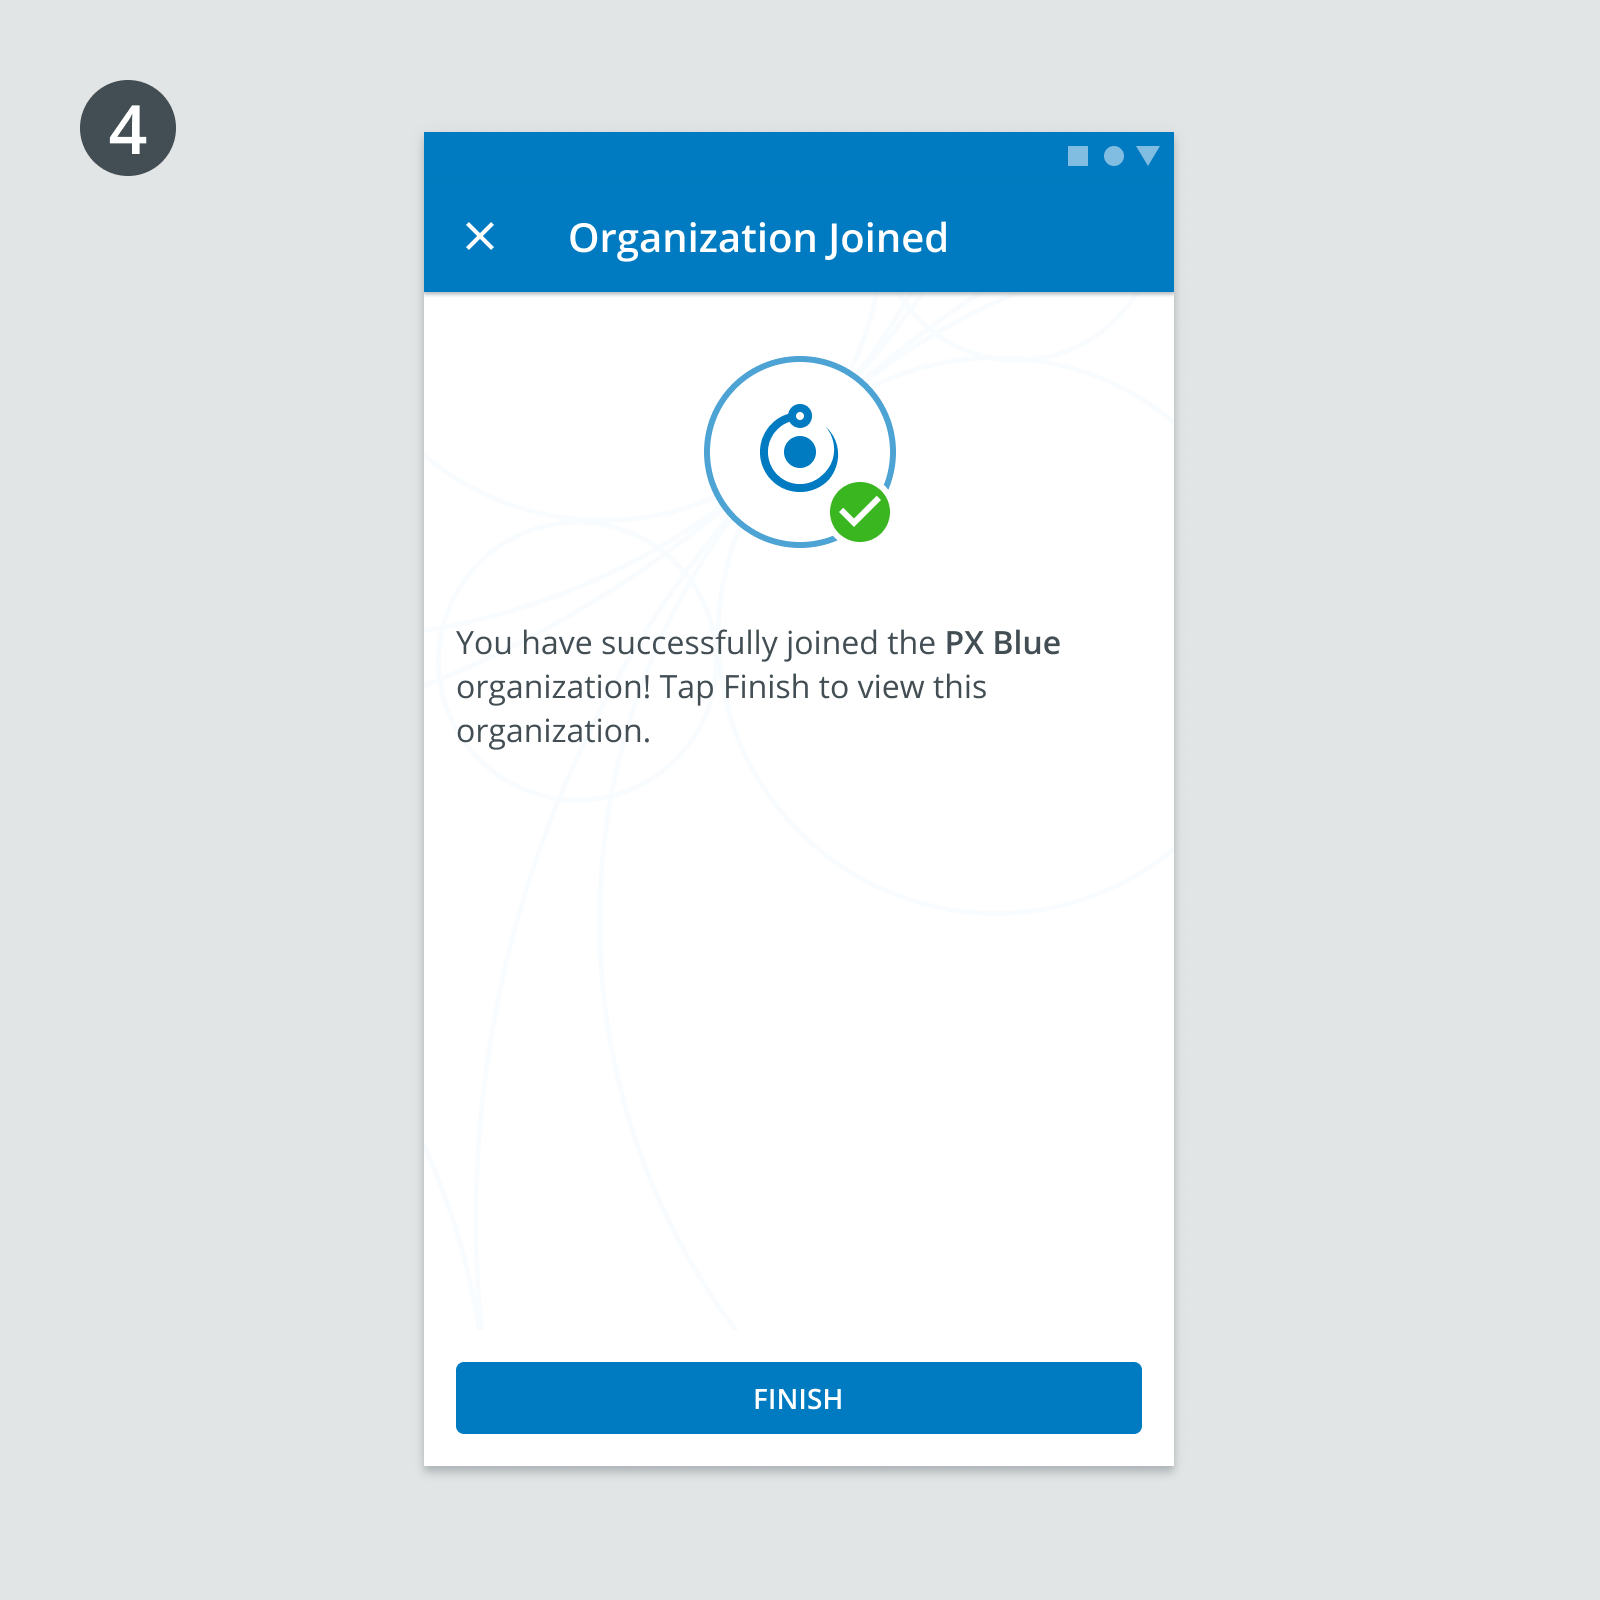 4
Organization Joined
You have successfully joined the PX Blue
organization! Tap Finish to view this
organization.
FINISH